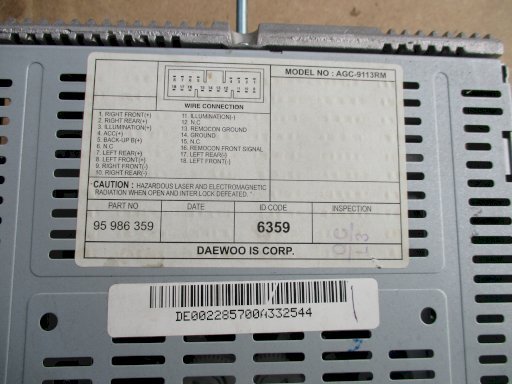 MODEL NO : AGC-9113RM
WIRE CONNECTION
1. RIGHT FRONT(+)
2. RIGHT REAR(+)
3. ILLUMINATION(+)
4. ACC(+)
5. BACK-UP B(+)
6. N.C
7. LEFT REAR(+)
8. LEFT FRONT(+)
9. RIGHT FRONT(-)
10. RIGHT REAR(-)
11. ILLUMINATION(-)
12. N.C
13. REMOCON GROUND
14. GROUND
15. N.C
16. REMOCON FRONT SIGNAL
17. LEFT REAR(-)
18. LEFT FRONT(-)
CAUTION : HAZARDOUS LASER AND ELECTROMAGNETIC
RADIATION WHEN OPEN AND INTER LOCK DEFEATED.
PART NO DATE ID CODE INSPECTION
95 986 359 6359
DAEWOO IS CORP.
DE002285700A332544